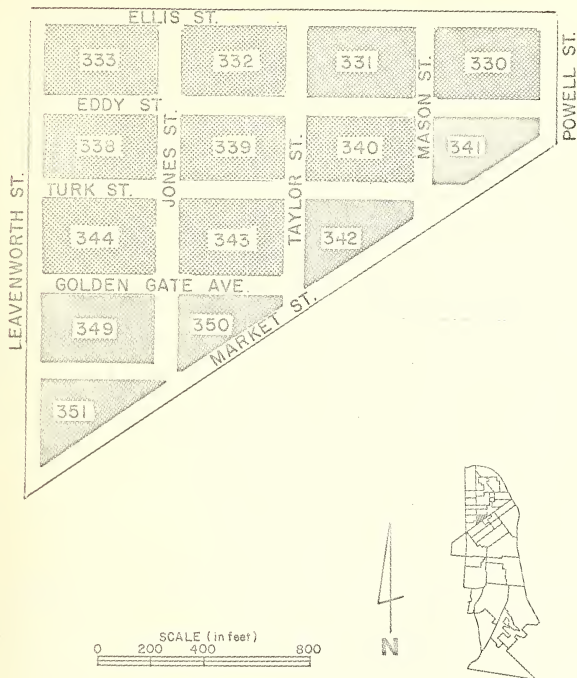 ELLIS ST.
333 332 331 330
EDDY ST.
338 339 340 341
TURK ST.
344 343 342
GOLDEN GATE AVE.
349 350
351
LEAVENWORTH ST.
JONES ST.
TAYLOR ST.
MASON ST.
POWELL ST.
MARKET ST.
SCALE (in feet)
0 200 400 800
N